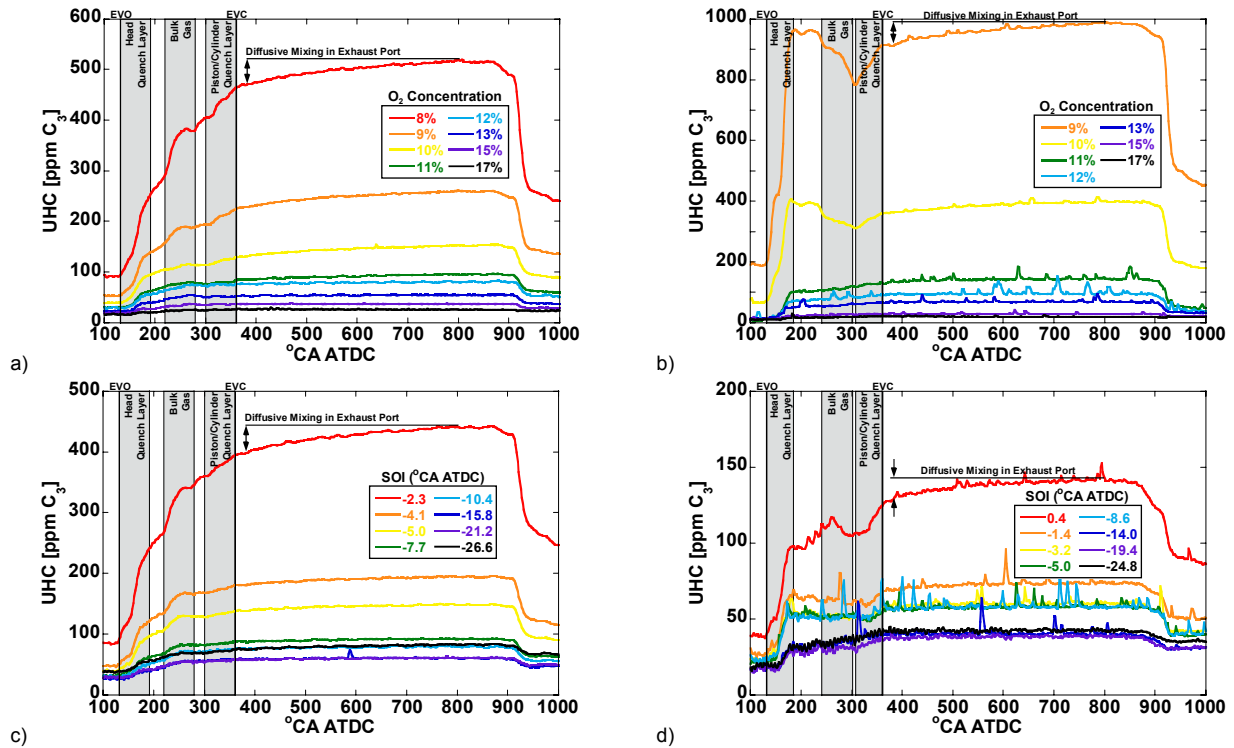 EVO
EVC
Head
Quench Layer
Bulk
Gas
Piston/Cylinder
Quench Layer
Diffusive Mixing in Exhaust Port
O₂ Concentration
8% 12%
9% 13%
10% 15%
11% 17%
UHC [ppm C₃]
600
500
400
300
200
100
0
100 200 300 400 500 600 700 800 900 1000
°CA ATDC
a)
EVO
EVC
Head
Quench Layer
Bulk
Gas
Piston/Cylinder
Quench Layer
Diffusive Mixing in Exhaust Port
O₂ Concentration
9% 13%
10% 15%
11% 17%
12%
UHC [ppm C₃]
1000
800
600
400
200
0
100 200 300 400 500 600 700 800 900 1000
°CA ATDC
b)
EVO
EVC
Head
Quench Layer
Bulk
Gas
Piston/Cylinder
Quench Layer
Diffusive Mixing in Exhaust Port
SOI (°CA ATDC)
-2.3 -10.4
-4.1 -15.8
-5.0 -21.2
-7.7 -26.6
UHC [ppm C₃]
500
400
300
200
100
0
100 200 300 400 500 600 700 800 900 1000
°CA ATDC
c)
EVO
EVC
Head
Quench Layer
Bulk
Gas
Piston/Cylinder
Quench Layer
Diffusive Mixing in Exhaust Port
SOI (°CA ATDC)
0.4 -8.6
-1.4 -14.0
-3.2 -19.4
-5.0 -24.8
UHC [ppm C₃]
200
150
100
50
0
100 200 300 400 500 600 700 800 900 1000
°CA ATDC
d)